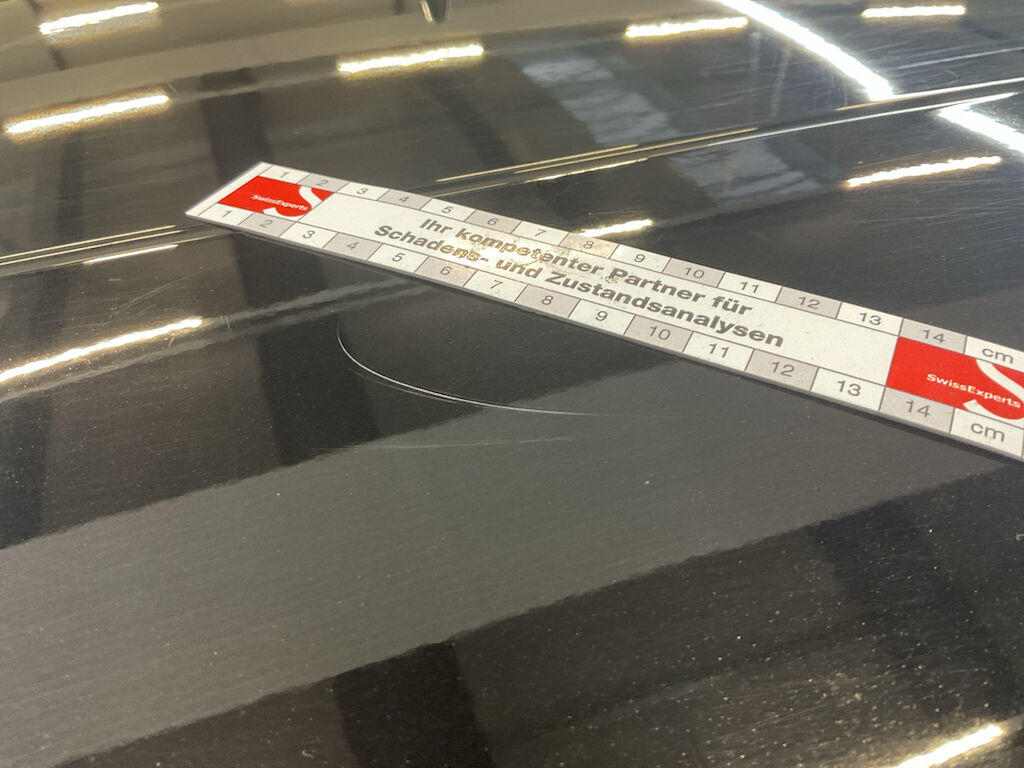 1 2 3 4 5 6 7 8 9 10 11 12 13 14 cm
SwissExperts
Ihr kompetenter Partner für
Schadens- und Zustandsanalysen
SwissExperts
1 2 3 4 5 6 7 8 9 10 11 12 13 14 cm